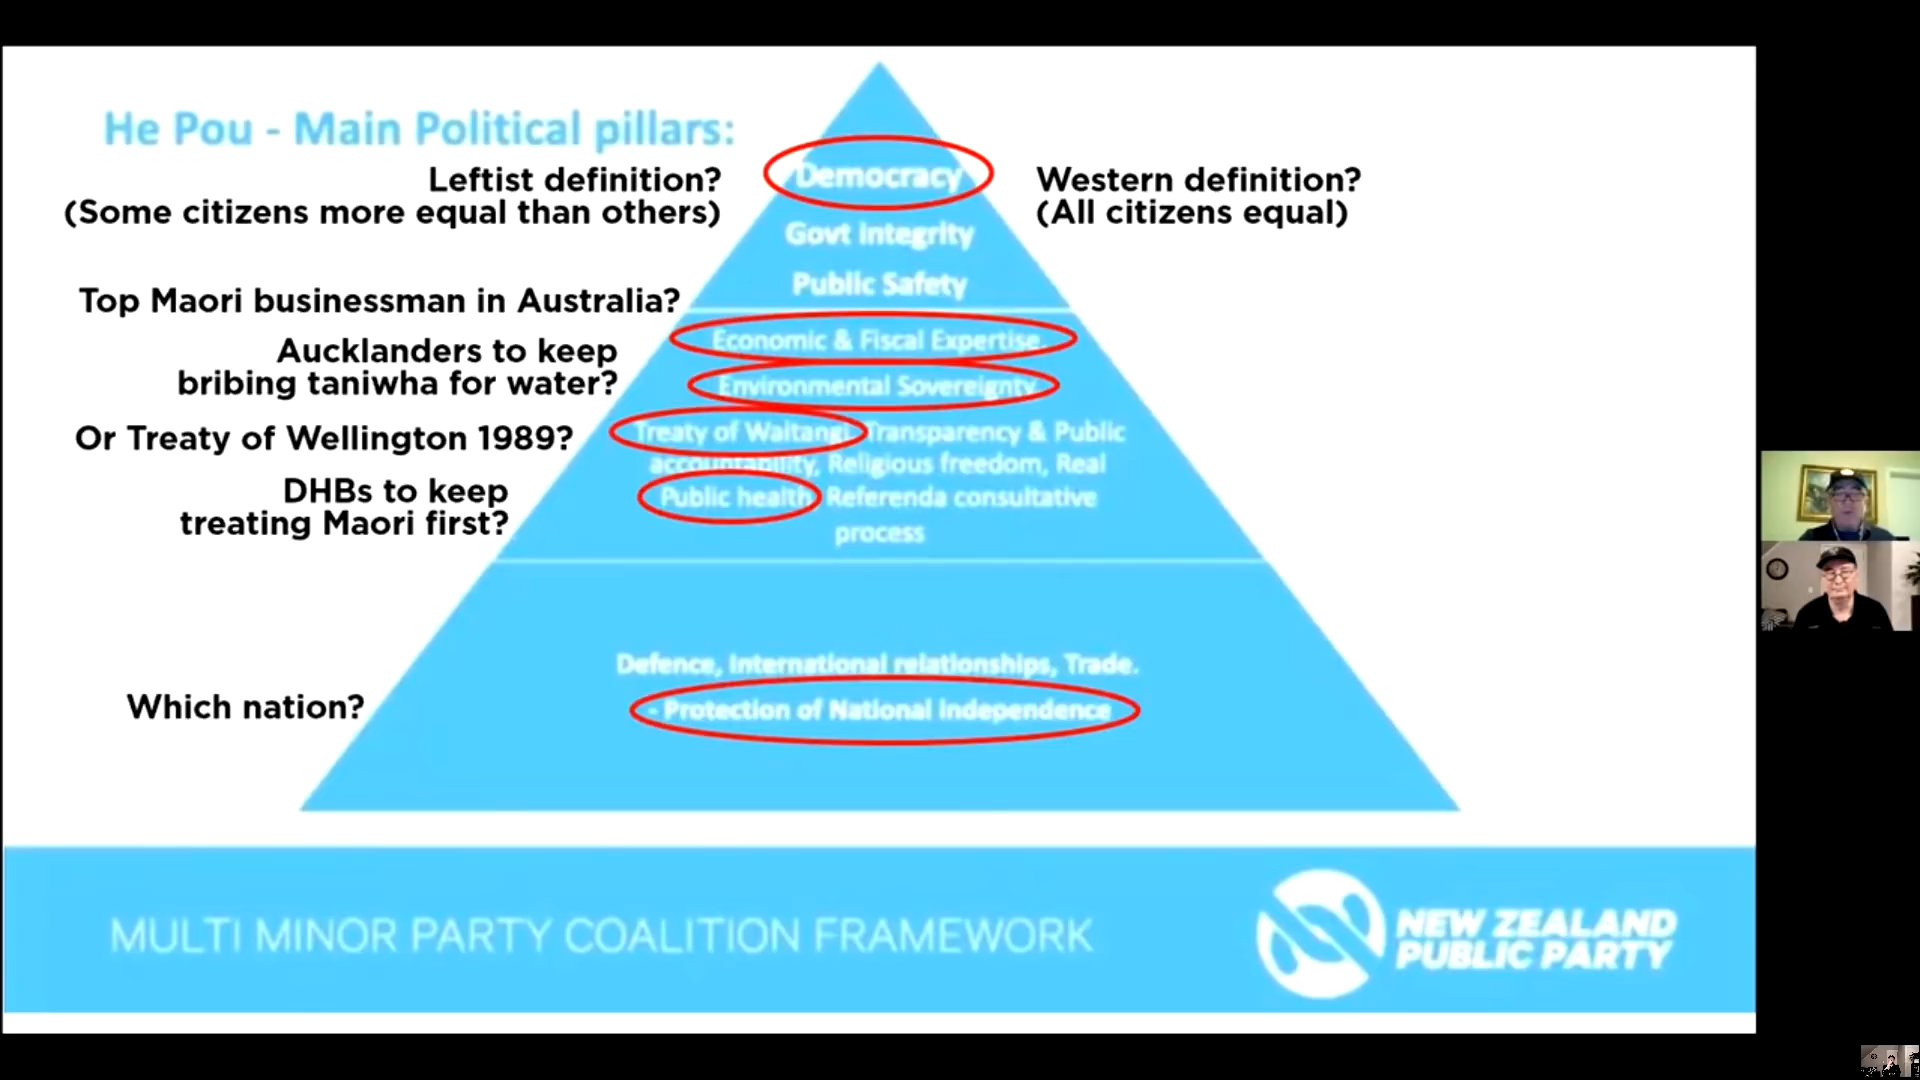 He Pou - Main Political pillars:
Leftist definition?
(Some citizens more equal than others)
Democracy
Western definition?
(All citizens equal)
Govt integrity
Public Safety
Top Maori businessman in Australia?
Economic & Fiscal Expertise.
Aucklanders to keep
bribing taniwha for water?
Environmental Sovereignty
Or Treaty of Wellington 1989?
Treaty of Waitangi, Transparency & Public
accountability, Religious freedom, Real
DHBs to keep
treating Maori first?
Public health, Referenda consultative
process
Defence, International relationships, Trade.
Which nation?
- Protection of National independence
MULTI MINOR PARTY COALITION FRAMEWORK
NEW ZEALAND
PUBLIC PARTY